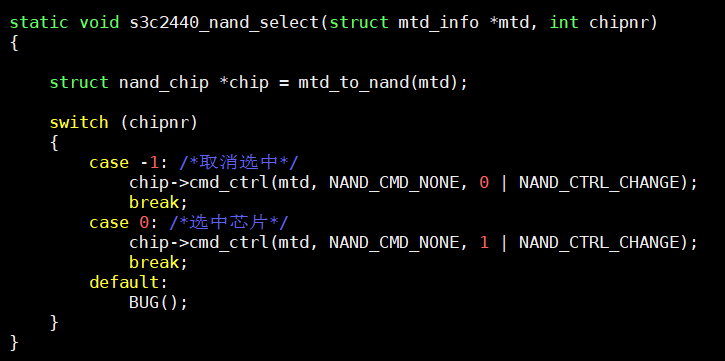 static void s3c2440_nand_select(struct mtd_info *mtd, int chipnr)
{
struct nand_chip *chip = mtd_to_nand(mtd);
switch (chipnr)
{
case -1: /*取消选中*/
chip->cmd_ctrl(mtd, NAND_CMD_NONE, 0 | NAND_CTRL_CHANGE);
break;
case 0: /*选中芯片*/
chip->cmd_ctrl(mtd, NAND_CMD_NONE, 1 | NAND_CTRL_CHANGE);
break;
default:
BUG();
}
}